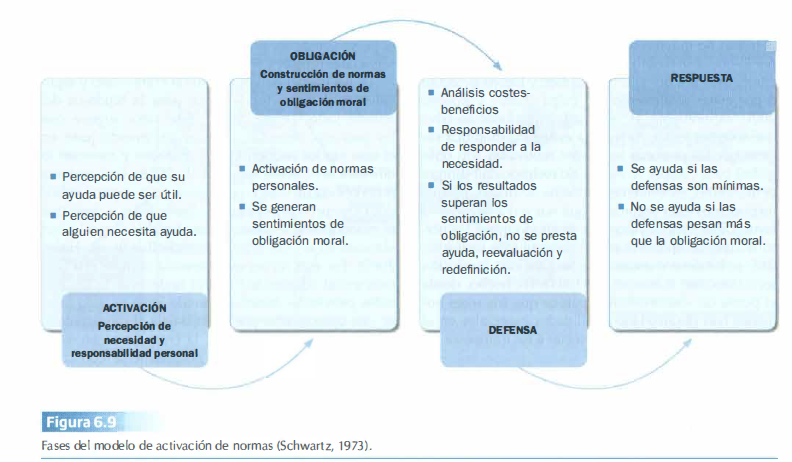 Percepción de que su
ayuda puede ser útil.
Percepción de que
alguien necesita ayuda.
ACTIVACIÓN
Percepción de
necesidad y
responsabilidad personal
OBLIGACIÓN
Construcción de normas
y sentimientos de
obligación moral
Activación de normas
personales.
Se generan
sentimientos de
obligación moral.
Análisis costes-
beneficios
Responsabilidad
de responder a la
necesidad.
Si los resultados
superan los
sentimientos de
obligación, no se presta
ayuda, reevaluación y
redefinición.
DEFENSA
RESPUESTA
Se ayuda si las
defensas son mínimas.
No se ayuda si las
defensas pesan más
que la obligación moral.
Figura 6.9
Fases del modelo de activación de normas (Schwartz, 1973).